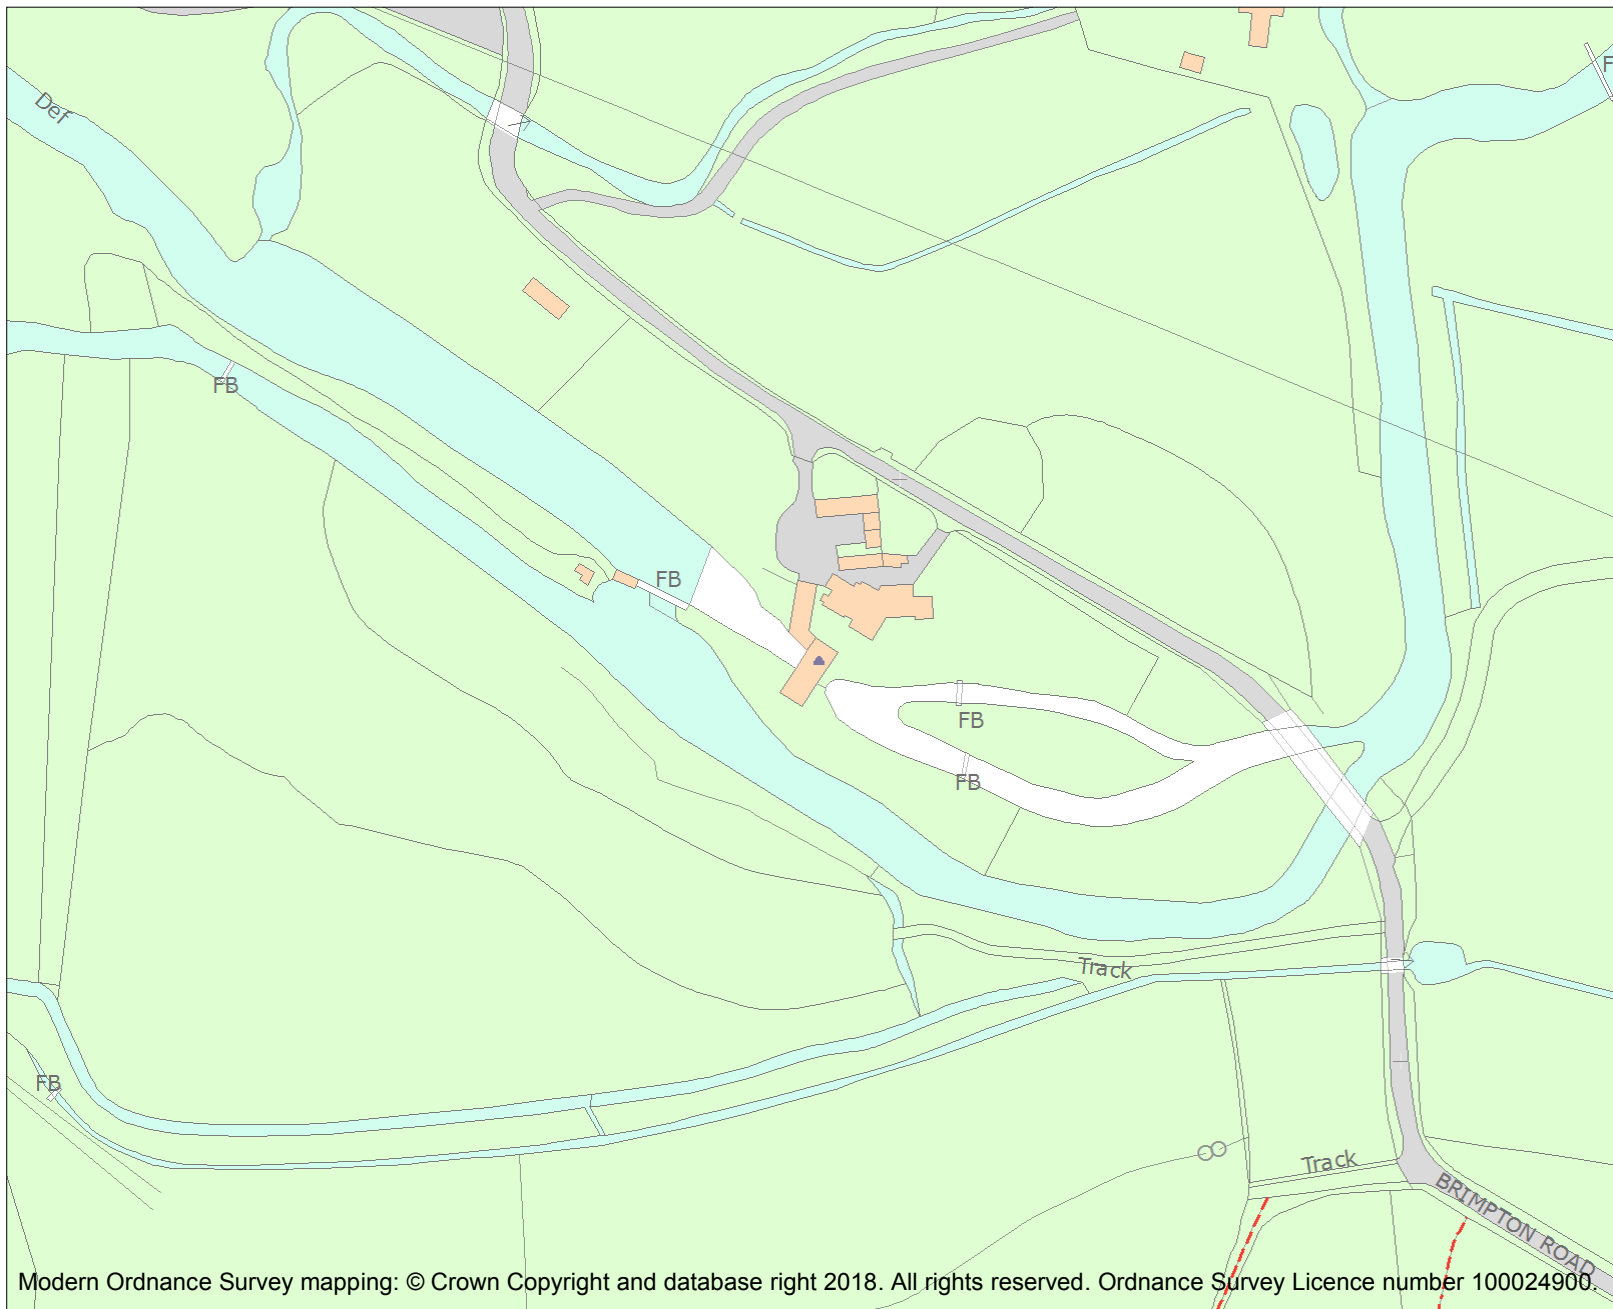 Def
F
FB
FB
FB
FB
Track
FB
Track
BRIMPTON ROAD
Modern Ordnance Survey mapping: © Crown Copyright and database right 2018. All rights reserved. Ordnance Survey Licence number 100024900.